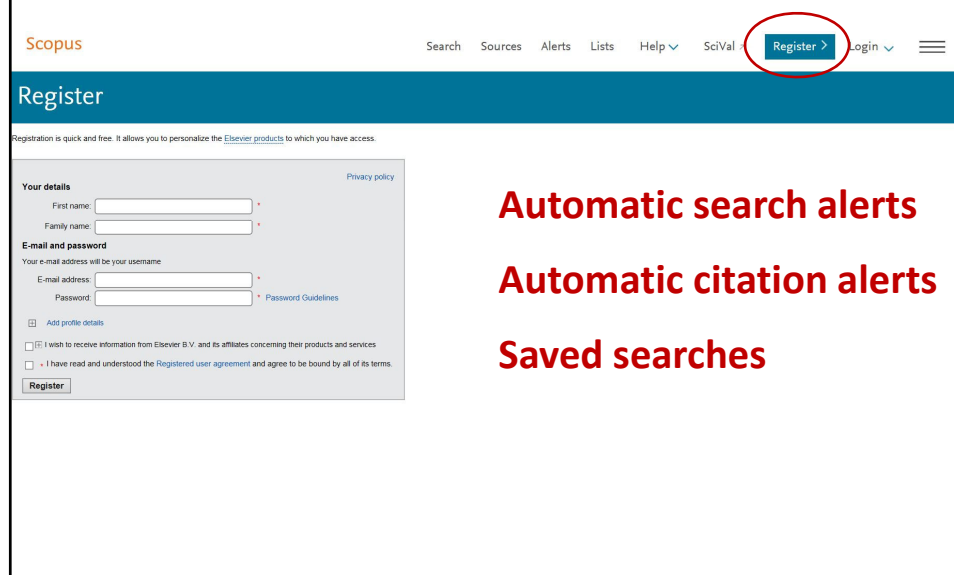 Scopus
Search Sources Alerts Lists Help SciVal Register > Login
Register
Registration is quick and free. It allows you to personalize the Elsevier products to which you have access.
Privacy policy
Your details
First name: *
Family name: *
E-mail and password
Your e-mail address will be your username
E-mail address: *
Password: * Password Guidelines
Add profile details
I wish to receive information from Elsevier B.V. and its affiliates concerning their products and services
* I have read and understood the Registered user agreement and agree to be bound by all of its terms.
Register
Automatic search alerts
Automatic citation alerts
Saved searches